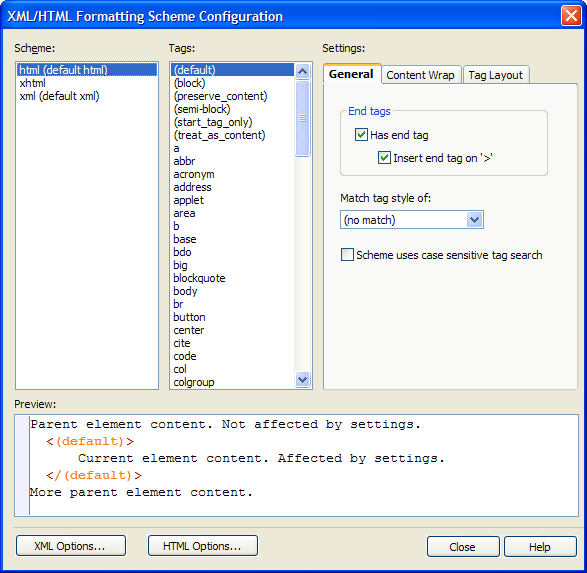 XML/HTML Formatting Scheme Configuration
Scheme:
html (default html)
xhtml
xml (default xml)
Tags:
(default)
(block)
(preserve_content)
(semi-block)
(start_tag_only)
(treat_as_content)
a
abbr
acronym
address
applet
area
b
base
bdo
big
blockquote
body
br
button
center
cite
code
col
colgroup
Settings:
General Content Wrap Tag Layout
End tags
Has end tag
Insert end tag on '>'
Match tag style of:
(no match)
Scheme uses case sensitive tag search
Preview:
Parent element content. Not affected by settings.
<(default)>
Current element content. Affected by settings.
</(default)>
More parent element content.
XML Options... HTML Options... Close Help